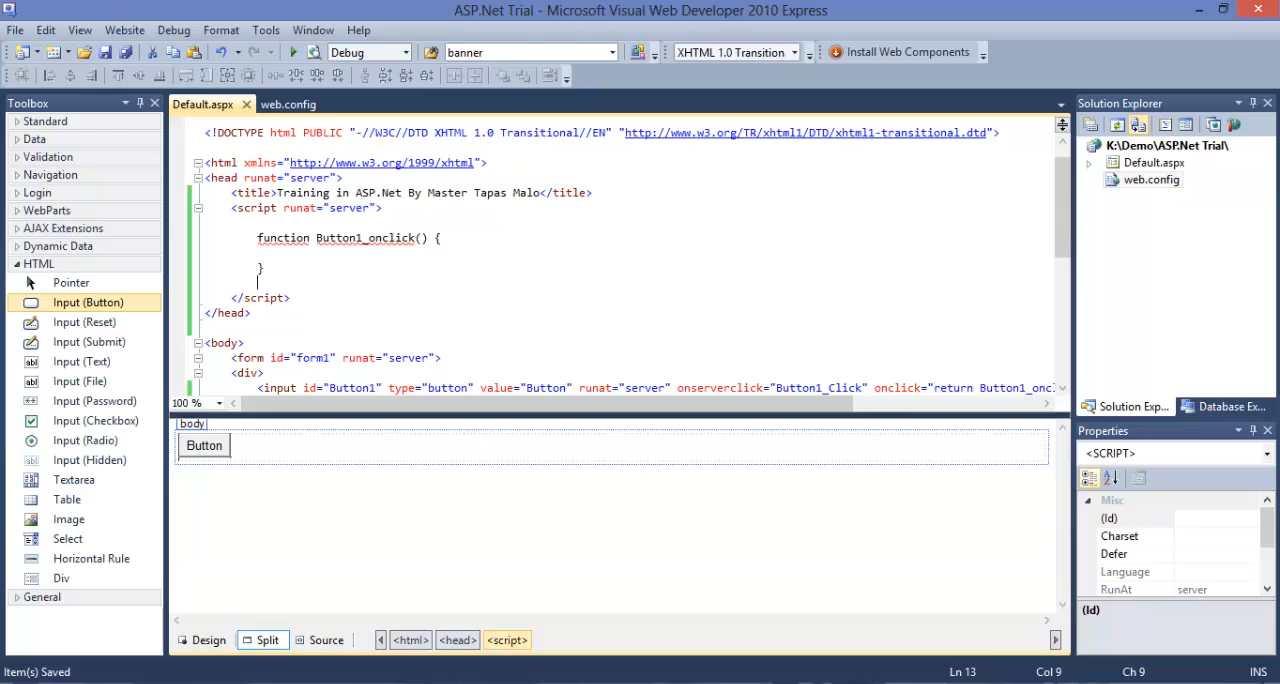 ASP.Net Trial - Microsoft Visual Web Developer 2010 Express
File Edit View Website Debug Format Tools Window Help
Debug banner XHTML 1.0 Transition Install Web Components
Toolbox
Standard
Data
Validation
Navigation
Login
WebParts
AJAX Extensions
Dynamic Data
HTML
Pointer
Input (Button)
Input (Reset)
Input (Submit)
Input (Text)
Input (File)
Input (Password)
Input (Checkbox)
Input (Radio)
Input (Hidden)
Textarea
Table
Image
Select
Horizontal Rule
Div
General
Default.aspx web.config
<!DOCTYPE html PUBLIC "-//W3C//DTD XHTML 1.0 Transitional//EN" "http://www.w3.org/TR/xhtml1/DTD/xhtml1-transitional.dtd">
<html xmlns="http://www.w3.org/1999/xhtml">
<head runat="server">
<title>Training in ASP.Net By Master Tapas Malo</title>
<script runat="server">
function Button1_onclick() {
}
</script>
</head>
<body>
<form id="form1" runat="server">
<div>
<input id="Button1" type="button" value="Button" runat="server" onserverclick="Button1_Click" onclick="return Button1_oncl
100 %
body
Button
Design Split Source <html> <head> <script>
Solution Explorer
K:\Demo\ASP.Net Trial\
Default.aspx
web.config
Solution Exp... Database Ex...
Properties
<SCRIPT>
Misc
(Id)
Charset
Defer
Language
RunAt server
(Id)
Item(s) Saved Ln 13 Col 9 Ch 9 INS